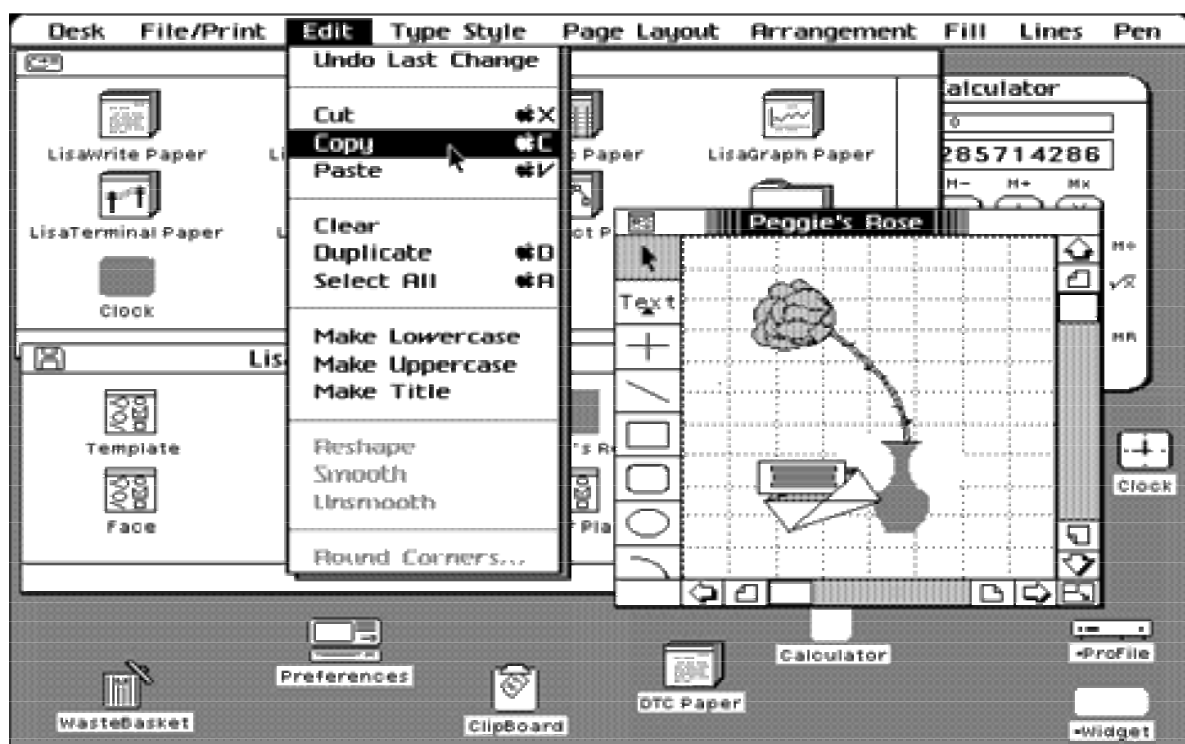 Desk File/Print Edit Type Style Page Layout Arrangement Fill Lines Pen
Undo Last Change
Cut X
Copy C
Paste V
Clear
Duplicate D
Select All A
Make Lowercase
Make Uppercase
Make Title
Reshape
Smooth
Unsmooth
Round Corners...
LisaWrite Paper
Paper
LisaGraph Paper
LisaTerminal Paper
Clock
Calculator
0
285714286
M- M+ Mx
M÷
MR
Peggie's Rose
Text
Template
Face
Clock
Preferences
WasteBasket
ClipBoard
DTC Paper
Calculator
-ProFile
-Widget